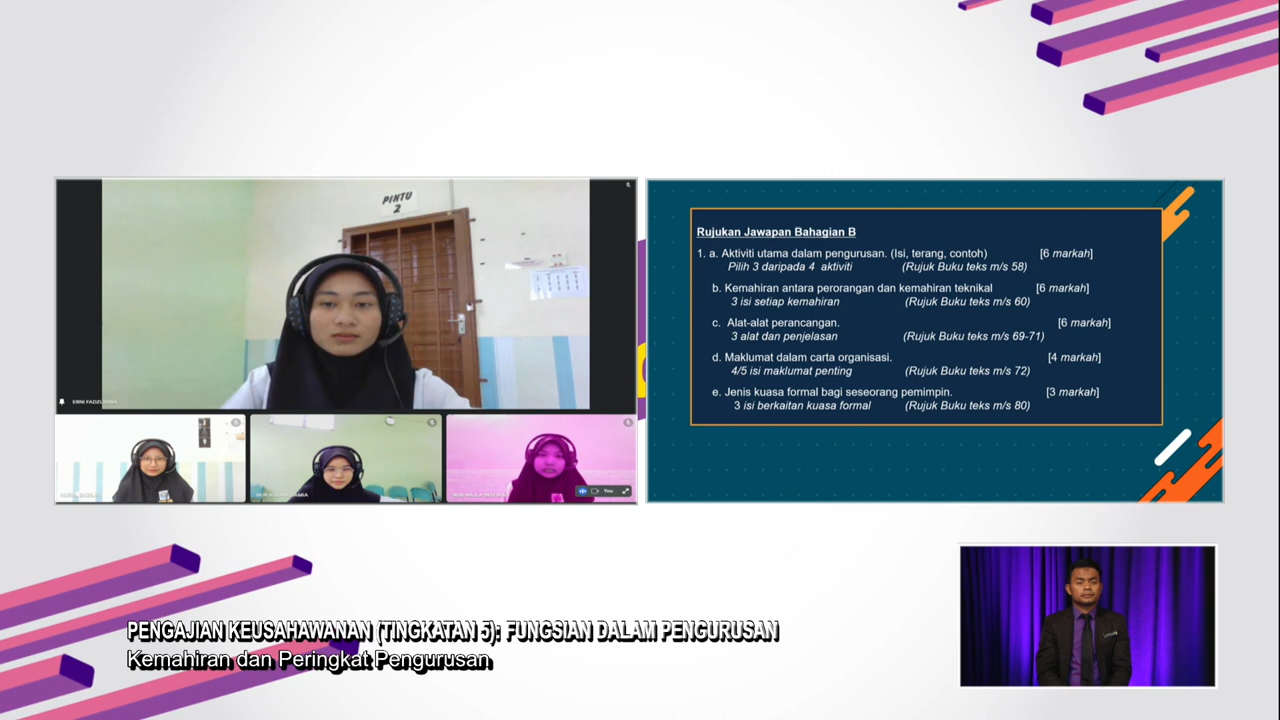 PINTU
2
Rujukan Jawapan Bahagian B
1. a. Aktiviti utama dalam pengurusan. (Isi, terang, contoh) [6 markah]
Pilih 3 daripada 4 aktiviti (Rujuk Buku teks m/s 58)
b. Kemahiran antara perorangan dan kemahiran teknikal [6 markah]
3 isi setiap kemahiran (Rujuk Buku teks m/s 60)
c. Alat-alat perancangan. [6 markah]
3 alat dan penjelasan (Rujuk Buku teks m/s 69-71)
d. Maklumat dalam carta organisasi. [4 markah]
4/5 isi maklumat penting (Rujuk Buku teks m/s 72)
e. Jenis kuasa formal bagi seseorang pemimpin. [3 markah]
3 isi berkaitan kuasa formal (Rujuk Buku teks m/s 80)
You
PENGAJIAN KEUSAHAWANAN (TINGKATAN 5): FUNGSIAN DALAM PENGURUSAN
Kemahiran dan Peringkat Pengurusan